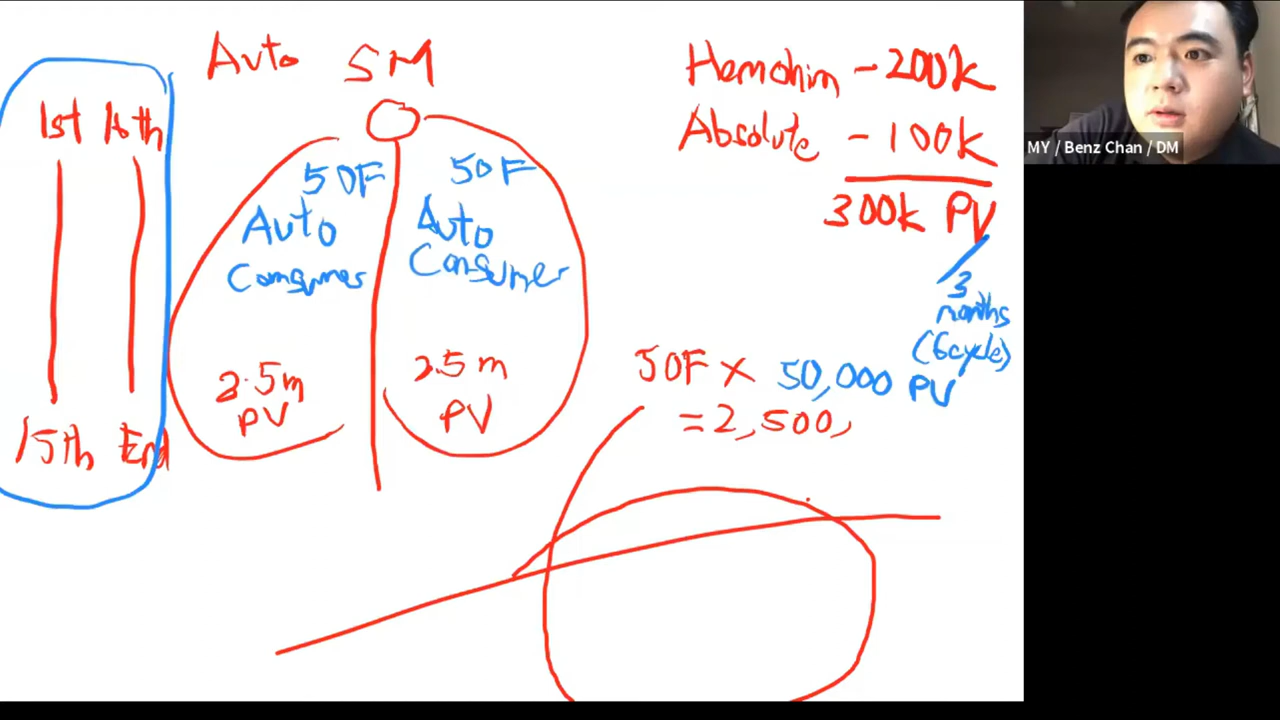 Auto SM
1st 16th
15th End
50F
Auto
Consumer
2.5m
PV
50F
Auto
Consumer
2.5m
PV
Hemohim - 200k
Absolute - 100k
300k PV
3
months
(6cycle)
50F x 50,000 PV
= 2,500,
MY / Benz Chan / DM